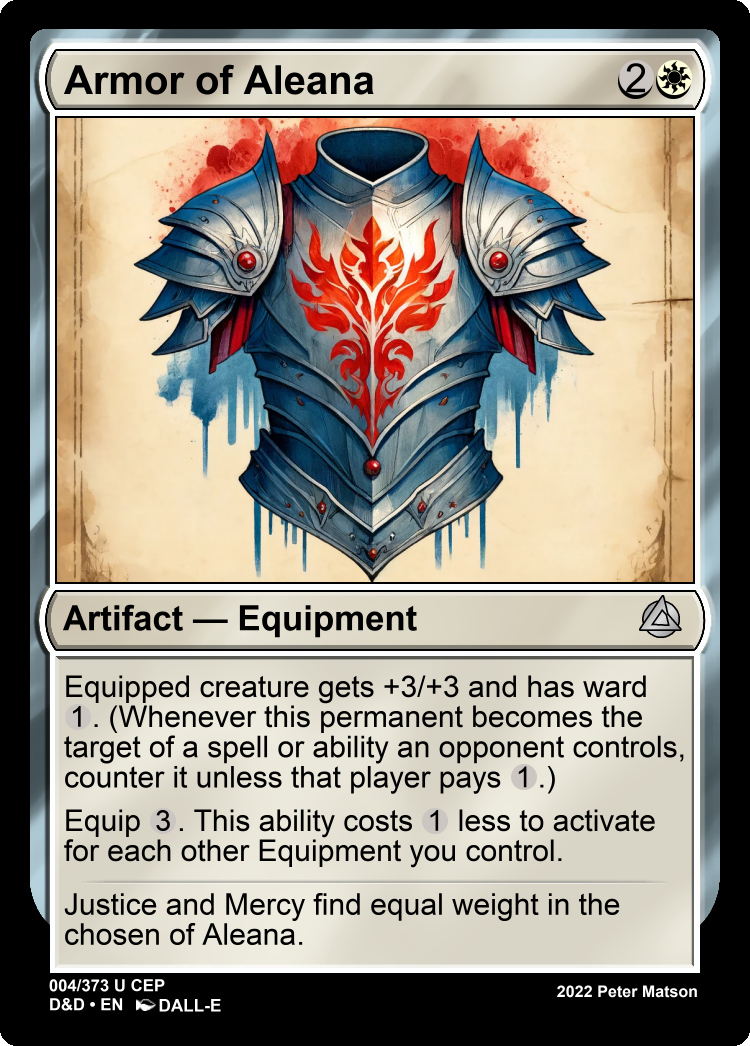 Armor of Aleana 2
Artifact — Equipment
Equipped creature gets +3/+3 and has ward
1. (Whenever this permanent becomes the
target of a spell or ability an opponent controls,
counter it unless that player pays 1.)
Equip 3. This ability costs 1 less to activate
for each other Equipment you control.
Justice and Mercy find equal weight in the
chosen of Aleana.
004/373 U CEP
D&D • EN DALL-E
2022 Peter Matson